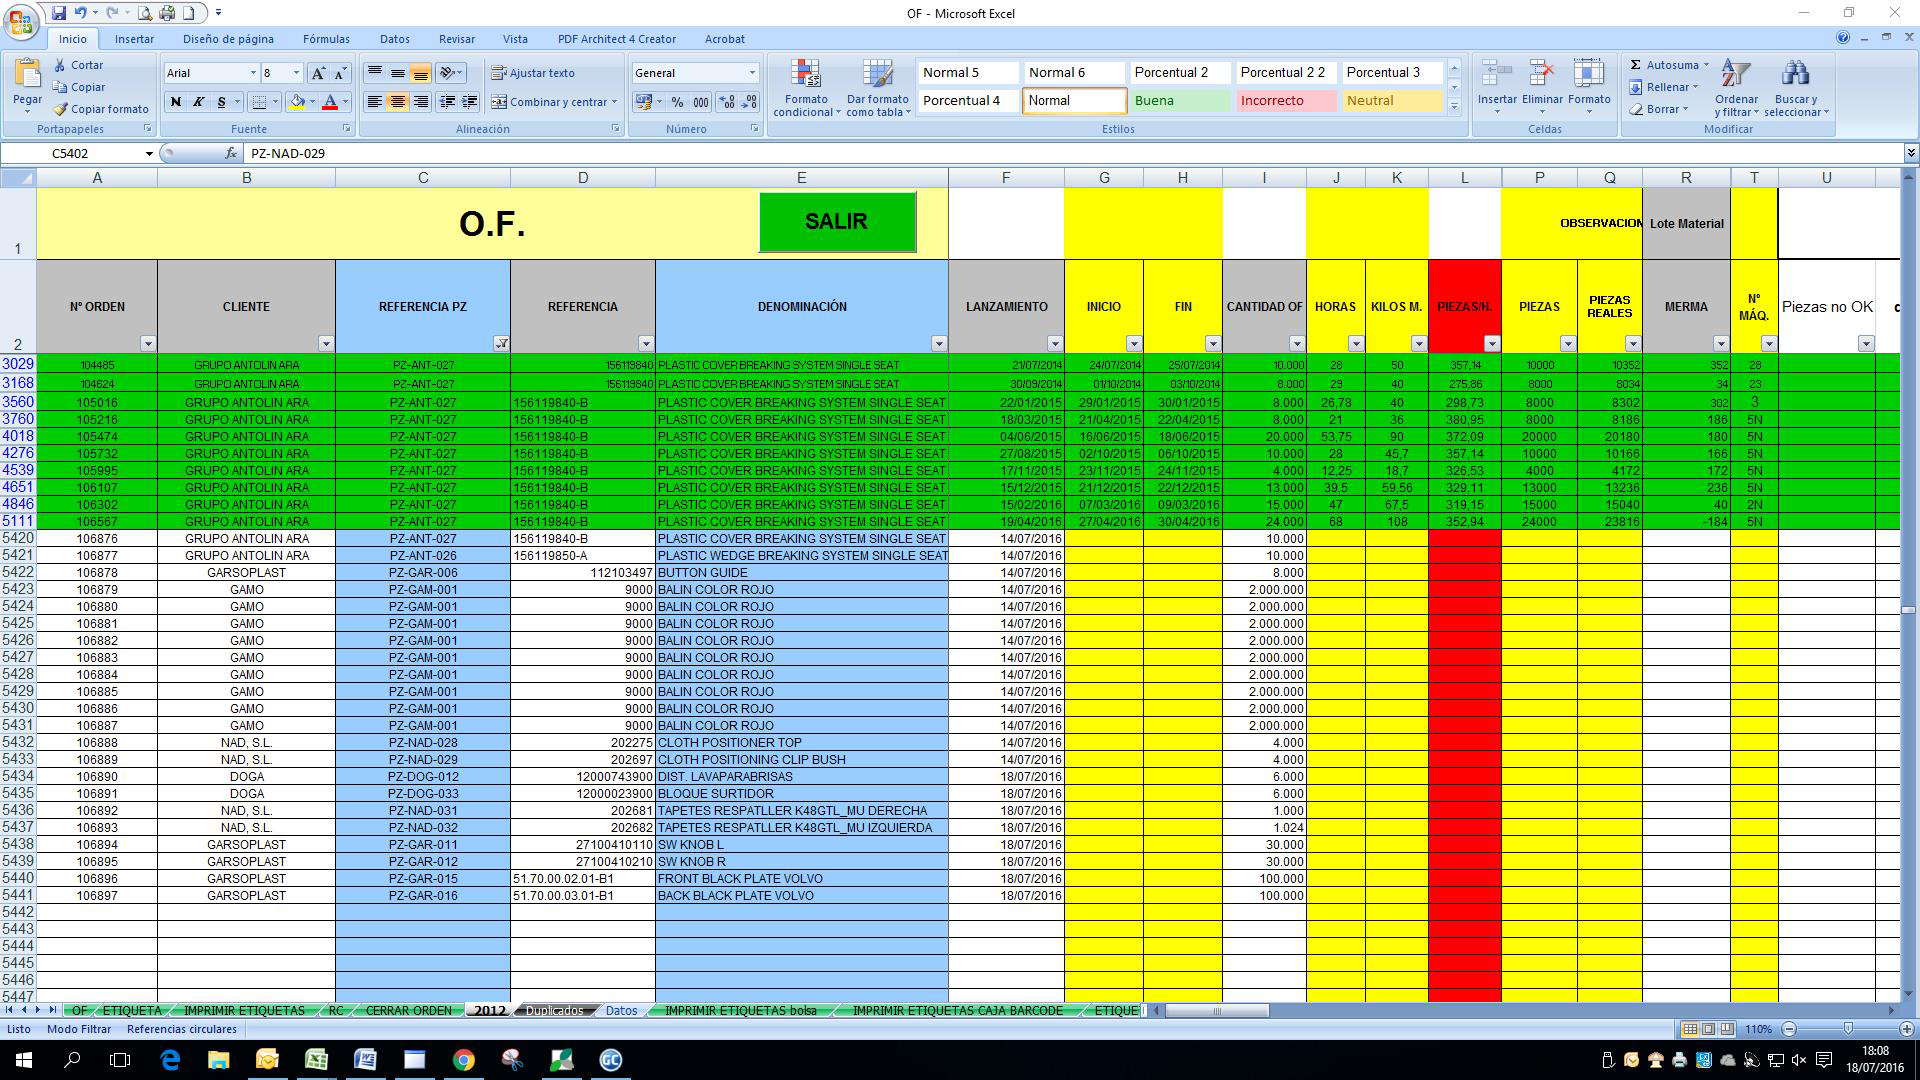 OF - Microsoft Excel
Inicio Insertar Diseño de página Fórmulas Datos Revisar Vista PDF Architect 4 Creator Acrobat
Pegar Cortar Copiar Copiar formato Portapapeles
Arial 8 N K S Fuente
Ajustar texto Combinar y centrar Alineación
General % 000 Número
Formato condicional Dar formato como tabla
Normal 5 Normal 6 Porcentual 2 Porcentual 2 2 Porcentual 3
Porcentual 4 Normal Buena Incorrecto Neutral
Estilos
Insertar Eliminar Formato Celdas
Autosuma Rellenar Borrar Ordenar y filtrar Buscar y seleccionar Modificar
C5402 fx PZ-NAD-029
A B C D E F G H I J K L P Q R T U
1 O.F. SALIR OBSERVACION Lote Material
2 Nº ORDEN CLIENTE REFERENCIA PZ REFERENCIA DENOMINACIÓN LANZAMIENTO INICIO FIN CANTIDAD OF HORAS KILOS M. PIEZAS/H. PIEZAS PIEZAS REALES MERMA Nº MÁQ. Piezas no OK
3029 104485 GRUPO ANTOLIN ARA PZ-ANT-027 156119840 PLASTIC COVER BREAKING SYSTEM SINGLE SEAT 21/07/2014 24/07/2014 25/07/2014 10.000 28 50 357,14 10000 10352 352 28
3168 104624 GRUPO ANTOLIN ARA PZ-ANT-027 156119840 PLASTIC COVER BREAKING SYSTEM SINGLE SEAT 30/09/2014 01/10/2014 03/10/2014 8.000 29 40 275,86 8000 8034 34 23
3560 105016 GRUPO ANTOLIN ARA PZ-ANT-027 156119840-B PLASTIC COVER BREAKING SYSTEM SINGLE SEAT 22/01/2015 29/01/2015 30/01/2015 8.000 26,78 40 298,73 8000 8302 302 3
3760 105216 GRUPO ANTOLIN ARA PZ-ANT-027 156119840-B PLASTIC COVER BREAKING SYSTEM SINGLE SEAT 18/03/2015 21/04/2015 22/04/2015 8.000 21 36 380,95 8000 8186 186 5N
4018 105474 GRUPO ANTOLIN ARA PZ-ANT-027 156119840-B PLASTIC COVER BREAKING SYSTEM SINGLE SEAT 04/06/2015 16/06/2015 18/06/2015 20.000 53,75 90 372,09 20000 20180 180 5N
4276 105732 GRUPO ANTOLIN ARA PZ-ANT-027 156119840-B PLASTIC COVER BREAKING SYSTEM SINGLE SEAT 27/08/2015 02/10/2015 06/10/2015 10.000 28 45,7 357,14 10000 10166 166 5N
4539 105995 GRUPO ANTOLIN ARA PZ-ANT-027 156119840-B PLASTIC COVER BREAKING SYSTEM SINGLE SEAT 17/11/2015 23/11/2015 24/11/2015 4.000 12,25 18,7 326,53 4000 4172 172 5N
4651 106107 GRUPO ANTOLIN ARA PZ-ANT-027 156119840-B PLASTIC COVER BREAKING SYSTEM SINGLE SEAT 15/12/2015 21/12/2015 22/12/2015 13.000 39,5 59,56 329,11 13000 13236 236 5N
4846 106302 GRUPO ANTOLIN ARA PZ-ANT-027 156119840-B PLASTIC COVER BREAKING SYSTEM SINGLE SEAT 15/02/2016 07/03/2016 09/03/2016 15.000 47 67,5 319,15 15000 15040 40 2N
5111 106567 GRUPO ANTOLIN ARA PZ-ANT-027 156119840-B PLASTIC COVER BREAKING SYSTEM SINGLE SEAT 19/04/2016 27/04/2016 30/04/2016 24.000 68 108 352,94 24000 23816 -184 5N
5420 106876 GRUPO ANTOLIN ARA PZ-ANT-027 156119840-B PLASTIC COVER BREAKING SYSTEM SINGLE SEAT 14/07/2016 10.000
5421 106877 GRUPO ANTOLIN ARA PZ-ANT-026 156119850-A PLASTIC WEDGE BREAKING SYSTEM SINGLE SEAT 14/07/2016 10.000
5422 106878 GARSOPLAST PZ-GAR-006 112103497 BUTTON GUIDE 14/07/2016 8.000
5423 106879 GAMO PZ-GAM-001 9000 BALIN COLOR ROJO 14/07/2016 2.000.000
5424 106880 GAMO PZ-GAM-001 9000 BALIN COLOR ROJO 14/07/2016 2.000.000
5425 106881 GAMO PZ-GAM-001 9000 BALIN COLOR ROJO 14/07/2016 2.000.000
5426 106882 GAMO PZ-GAM-001 9000 BALIN COLOR ROJO 14/07/2016 2.000.000
5427 106883 GAMO PZ-GAM-001 9000 BALIN COLOR ROJO 14/07/2016 2.000.000
5428 106884 GAMO PZ-GAM-001 9000 BALIN COLOR ROJO 14/07/2016 2.000.000
5429 106885 GAMO PZ-GAM-001 9000 BALIN COLOR ROJO 14/07/2016 2.000.000
5430 106886 GAMO PZ-GAM-001 9000 BALIN COLOR ROJO 14/07/2016 2.000.000
5431 106887 GAMO PZ-GAM-001 9000 BALIN COLOR ROJO 14/07/2016 2.000.000
5432 106888 NAD, S.L. PZ-NAD-028 202275 CLOTH POSITIONER TOP 14/07/2016 4.000
5433 106889 NAD, S.L. PZ-NAD-029 202697 CLOTH POSITIONING CLIP BUSH 14/07/2016 4.000
5434 106890 DOGA PZ-DOG-012 12000743900 DIST. LAVAPARABRISAS 18/07/2016 6.000
5435 106891 DOGA PZ-DOG-033 12000023900 BLOQUE SURTIDOR 18/07/2016 6.000
5436 106892 NAD, S.L. PZ-NAD-031 202681 TAPETES RESPATLLER K48GTL_MU DERECHA 18/07/2016 1.000
5437 106893 NAD, S.L. PZ-NAD-032 202682 TAPETES RESPATLLER K48GTL_MU IZQUIERDA 18/07/2016 1.024
5438 106894 GARSOPLAST PZ-GAR-011 27100410110 SW KNOB L 18/07/2016 30.000
5439 106895 GARSOPLAST PZ-GAR-012 27100410210 SW KNOB R 18/07/2016 30.000
5440 106896 GARSOPLAST PZ-GAR-015 51.70.00.02.01-B1 FRONT BLACK PLATE VOLVO 18/07/2016 100.000
5441 106897 GARSOPLAST PZ-GAR-016 51.70.00.03.01-B1 BACK BLACK PLATE VOLVO 18/07/2016 100.000
5442
5443
5444
5445
5446
5447
OF ETIQUETA IMPRIMIR ETIQUETAS RC CERRAR ORDEN 2012 Duplicados Datos IMPRIMIR ETIQUETAS bolsa IMPRIMIR ETIQUETAS CAJA BARCODE ETIQUE
Listo Modo Filtrar Referencias circulares 110%
GC 18:08
18/07/2016